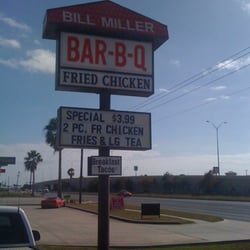 BILL MILLER
BAR-B-Q
FRIED CHICKEN
SPECIAL $3.99
2 PC. FR CHICKEN
FRIES & LG TEA
Breakfast
Tacos